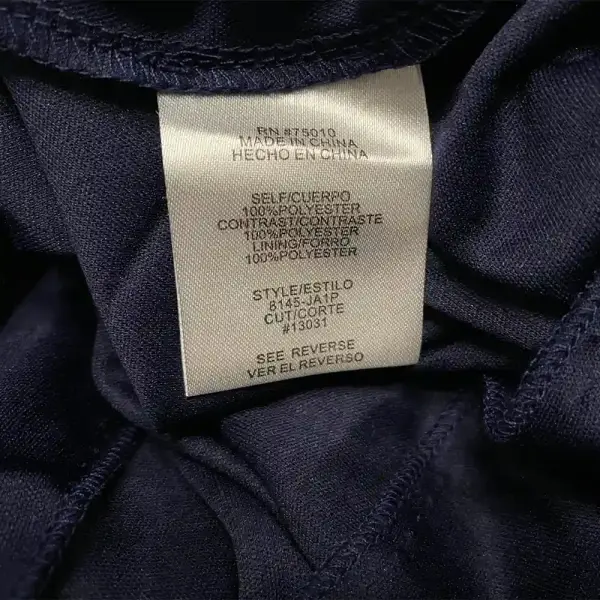 RN #75010
MADE IN CHINA
HECHO EN CHINA
SELF/CUERPO
100%POLYESTER
CONTRAST/CONTRASTE
100%POLYESTER
LINING/FORRO
100%POLYESTER
STYLE/ESTILO
8145-JA1P
CUT/CORTE
#13031
SEE REVERSE
VER EL REVERSO